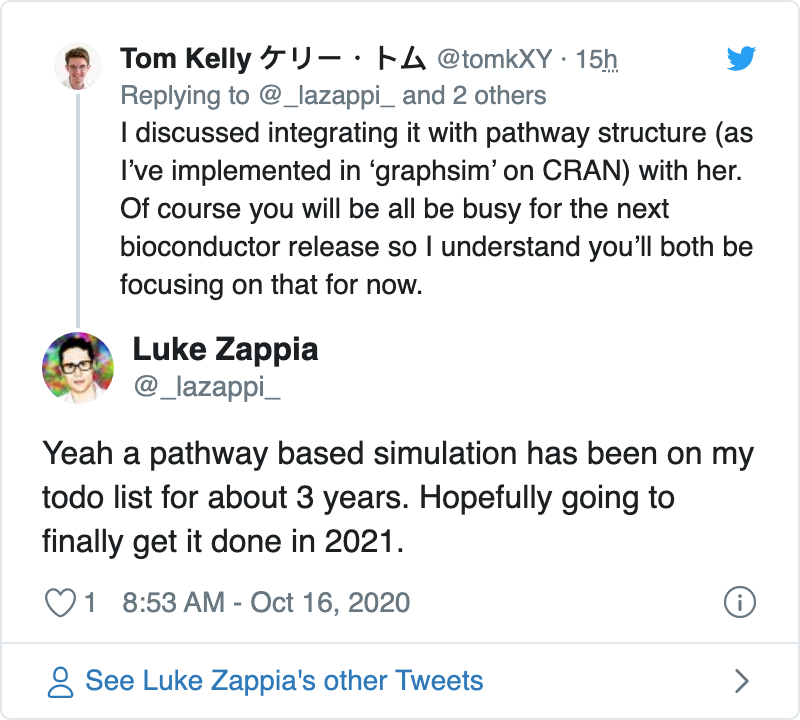 Tom Kelly ケリー・トム @tomkXY · 15h
Replying to @_lazappi_ and 2 others
I discussed integrating it with pathway structure (as
I’ve implemented in ‘graphsim’ on CRAN) with her.
Of course you will be all be busy for the next
bioconductor release so I understand you’ll both be
focusing on that for now.
Luke Zappia
@_lazappi_
Yeah a pathway based simulation has been on my
todo list for about 3 years. Hopefully going to
finally get it done in 2021.
1 8:53 AM - Oct 16, 2020
See Luke Zappia's other Tweets